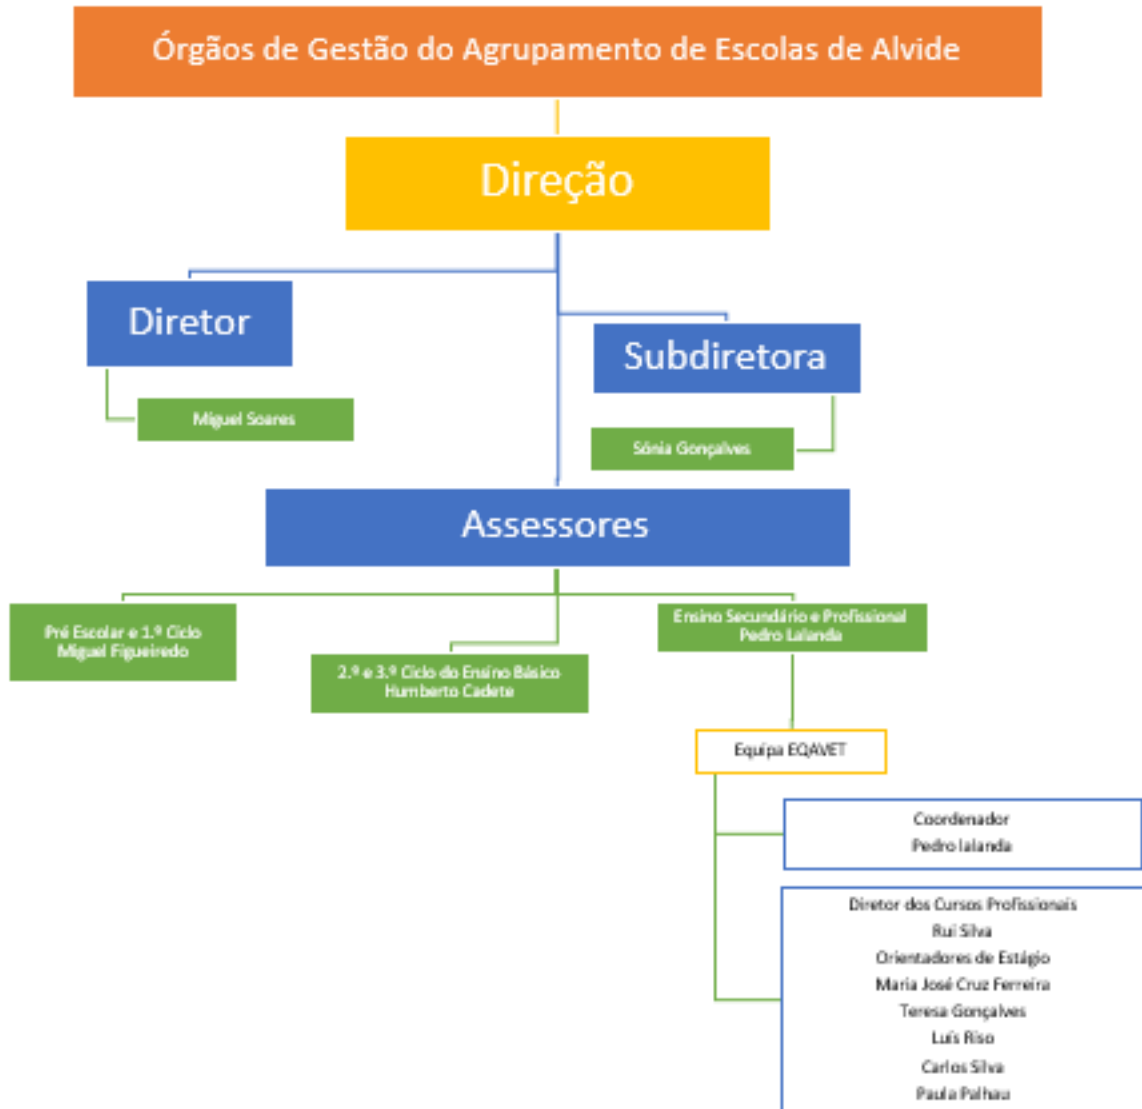 Órgãos de Gestão do Agrupamento de Escolas de Alvide
Direção
Diretor
Subdiretora
Miguel Soares
Sónia Gonçalves
Assessores
Pré Escolar e 1.º Ciclo
Miguel Figueiredo
2.º e 3.º Ciclo do Ensino Básico
Humberto Cadete
Ensino Secundário e Profissional
Pedro Lalanda
Equipa EQAVET
Coordenador
Pedro lalanda
Diretor dos Cursos Profissionais
Rui Silva
Orientadores de Estágio
Maria José Cruz Ferreira
Teresa Gonçalves
Luís Riso
Carlos Silva
Paula Palhau